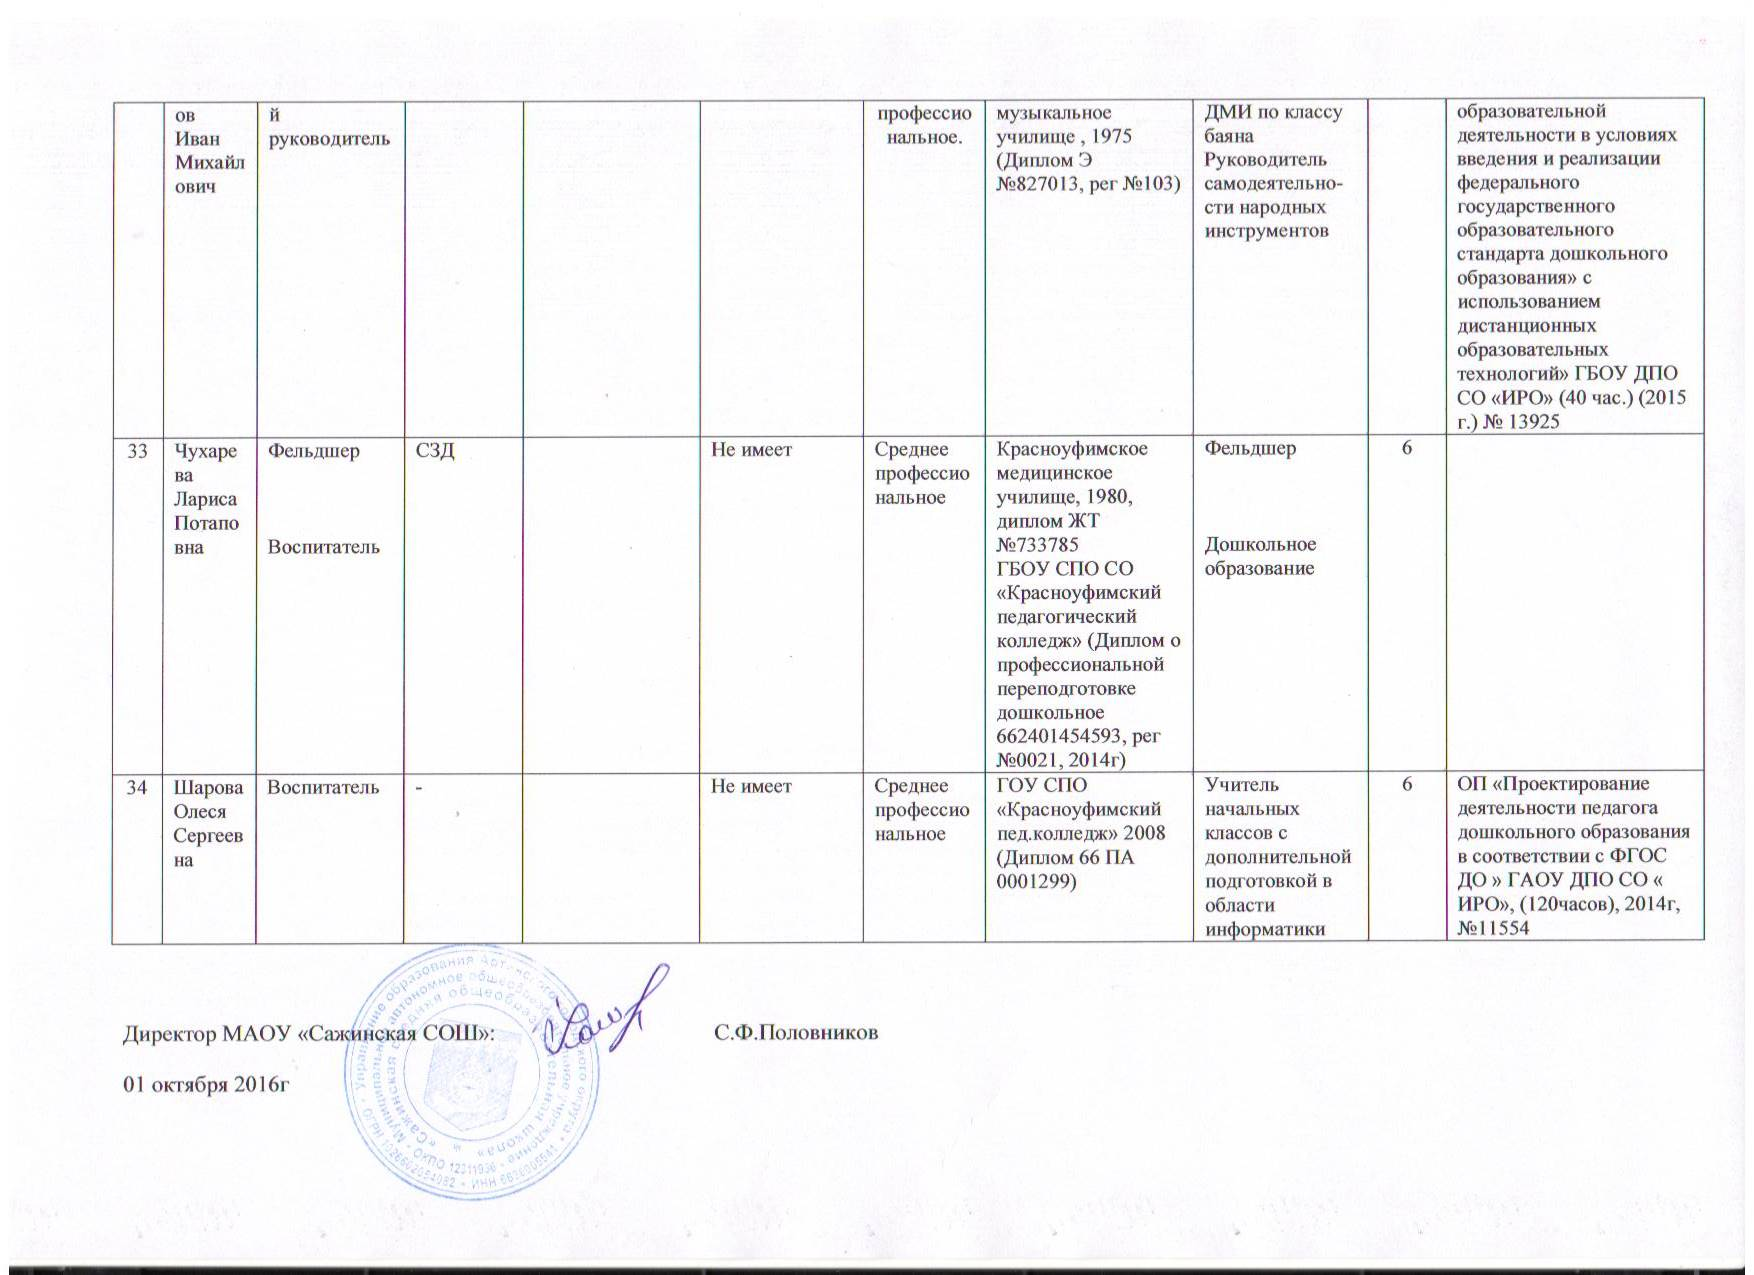 ов
Иван
Михайл
ович
й
руководитель
профессио
нальное.
музыкальное
училище , 1975
(Диплом Э
№827013, рег №103)
ДМИ по классу
баяна
Руководитель
самодеятельно-
сти народных
инструментов
образовательной
деятельности в условиях
введения и реализации
федерального
государственного
образовательного
стандарта дошкольного
образования» с
использованием
дистанционных
образовательных
технологий» ГБОУ ДПО
СО «ИРО» (40 час.) (2015
г.) № 13925
33
Чухаре
ва
Лариса
Потапо
вна
Фельдшер
Воспитатель
СЗД
Не имеет
Среднее
профессио
нальное
Красноуфимское
медицинское
училище, 1980,
диплом ЖТ
№733785
ГБОУ СПО СО
«Красноуфимский
педагогический
колледж» (Диплом о
профессиональной
переподготовке
дошкольное
662401454593, рег
№0021, 2014г)
Фельдшер
Дошкольное
образование
6
34
Шарова
Олеся
Сергеев
на
Воспитатель
-
Не имеет
Среднее
профессио
нальное
ГОУ СПО
«Красноуфимский
пед.колледж» 2008
(Диплом 66 ПА
0001299)
Учитель
начальных
классов с
дополнительной
подготовкой в
области
информатики
6
ОП «Проектирование
деятельности педагога
дошкольного образования
в соответствии с ФГОС
ДО » ГАОУ ДПО СО «
ИРО», (120часов), 2014г,
№11554
Директор МАОУ «Сажинская СОШ»:
С.Ф.Половников
01 октября 2016г